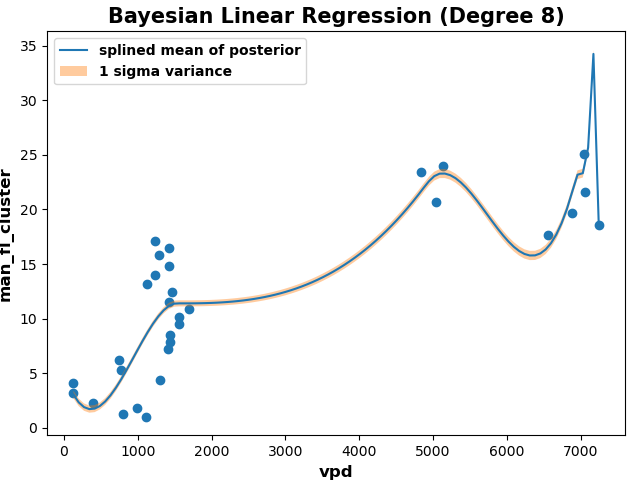 Bayesian Linear Regression (Degree 8)
splined mean of posterior
1 sigma variance
35
30
25
20
15
10
5
0
man_fl_cluster
0 1000 2000 3000 4000 5000 6000 7000
vpd